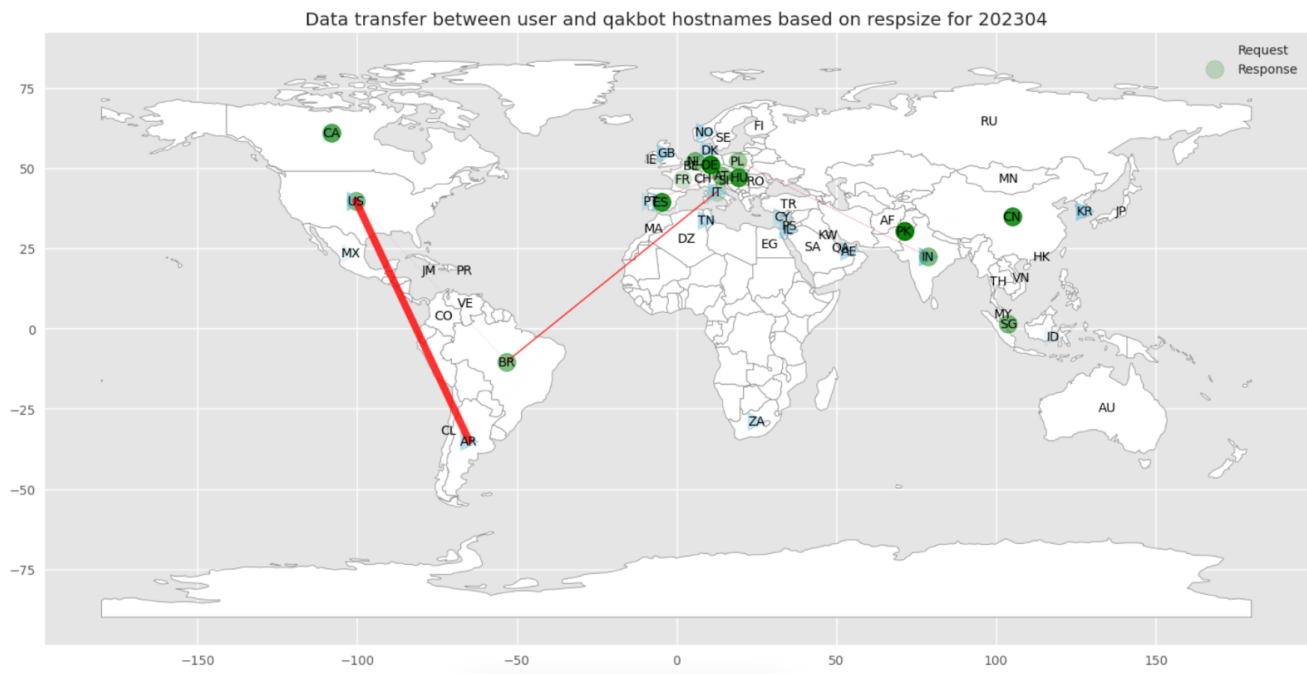 Data transfer between user and qakbot hostnames based on respsize for 202304
Request
Response
75
50
25
0
−25
−50
−75
−150
−100
−50
0
50
100
150
CA
US
MX
JM
PR
VE
CO
BR
CL
AR
NO
SE
FI
RU
IE
GB
DK
NL
BE
DE
PL
FR
CH
AT
SI
HU
RO
IT
PT
ES
TN
MA
DZ
EG
TR
CY
PS
IL
KW
SA
QA
AE
AF
PK
IN
MN
CN
KR
JP
HK
TH
VN
MY
SG
ID
ZA
AU